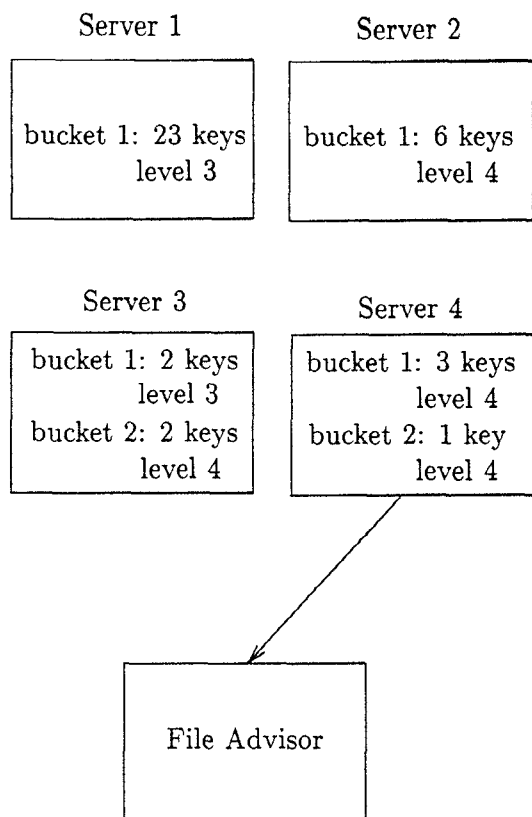 Server 1
Server 2
bucket 1: 23 keys
level 3
bucket 1: 6 keys
level 4
Server 3
Server 4
bucket 1: 2 keys
level 3
bucket 2: 2 keys
level 4
bucket 1: 3 keys
level 4
bucket 2: 1 key
level 4
File Advisor